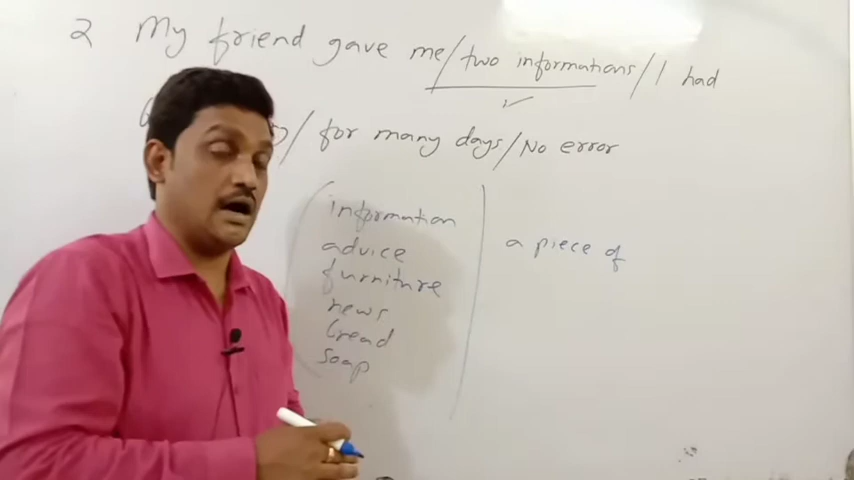 2 My friend gave me/two informations/I had
/for many days/No error
information
advice
furniture
news
bread
soap
a piece of